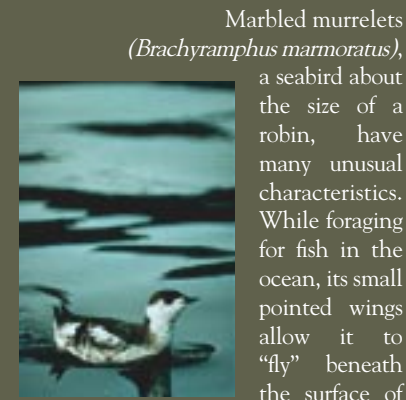 Marbled murrelets
(Brachyramphus marmoratus),
a seabird about
the size of a
robin, have
many unusual
characteristics.
While foraging
for fish in the
ocean, its small
pointed wings
allow it to
“fly” beneath
the surface of